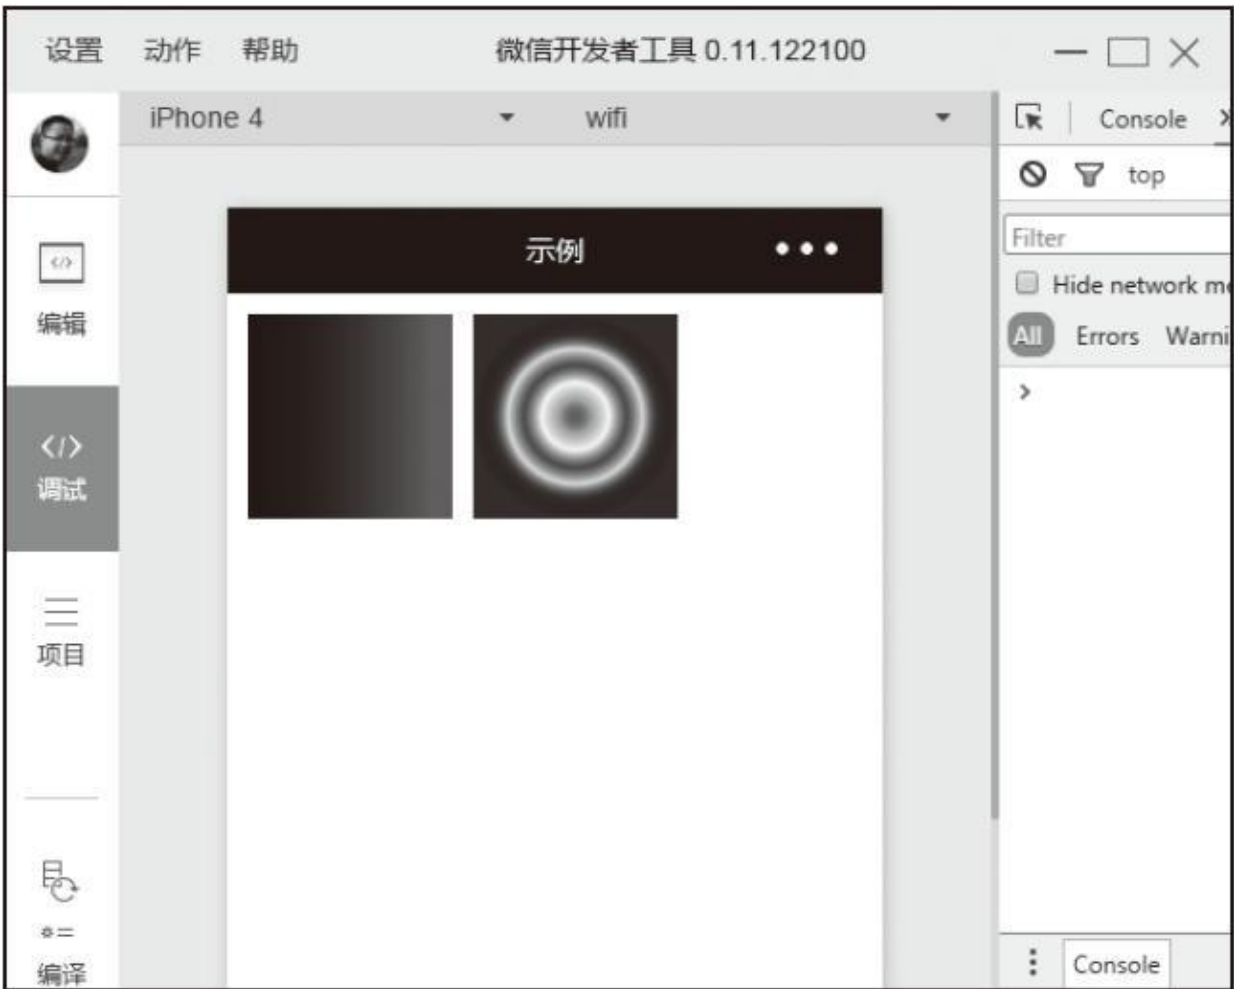 设置 动作 帮助 微信开发者工具 0.11.122100
iPhone 4 wifi
Console
top
Filter
Hide network m
All Errors Warni
示例
</>
编辑
</>
调试
项目
编译
Console